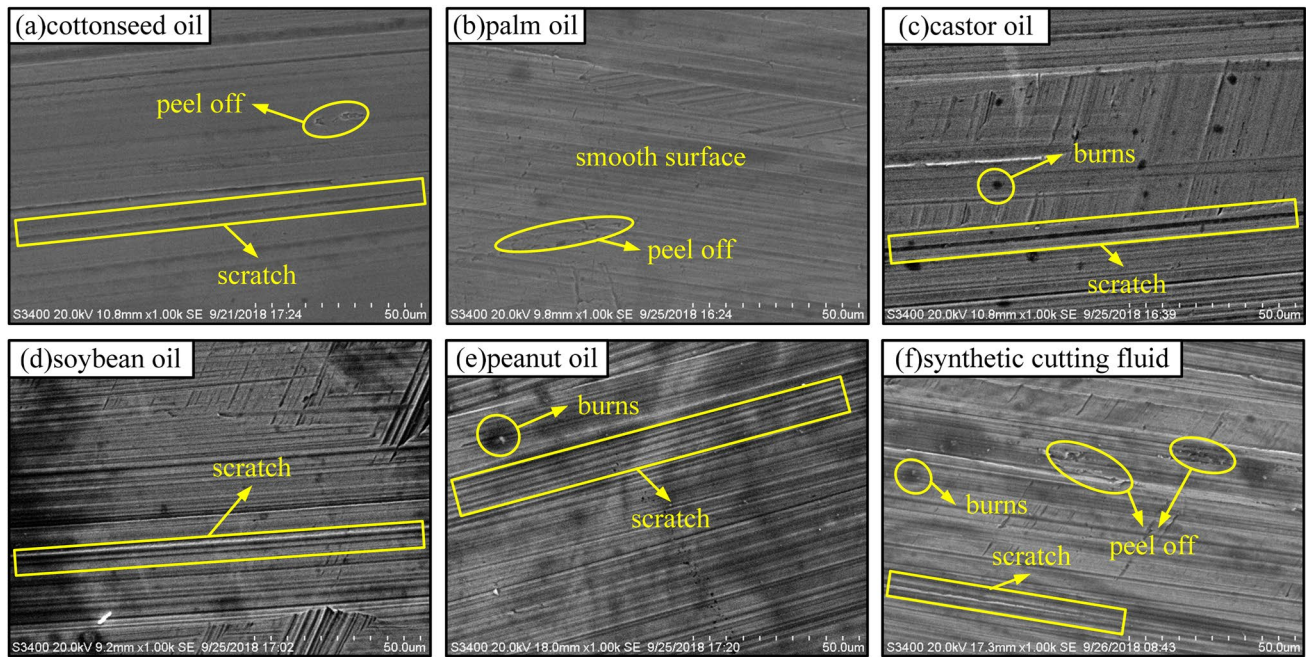 (a)cottonseed oil
peel off
scratch
S3400 20.0kV 10.8mm x1.00k SE 9/21/2018 17:24 50.0um
(b)palm oil
smooth surface
peel off
S3400 20.0kV 9.8mm x1.00k SE 9/25/2018 16:24 50.0um
(c)castor oil
burns
scratch
S3400 20.0kV 10.8mm x1.00k SE 9/25/2018 16:39 50.0um
(d)soybean oil
scratch
S3400 20.0kV 9.2mm x1.00k SE 9/25/2018 17:02 50.0um
(e)peanut oil
burns
scratch
S3400 20.0kV 18.0mm x1.00k SE 9/25/2018 17:20 50.0um
(f)synthetic cutting fluid
burns
peel off
scratch
S3400 20.0kV 17.3mm x1.00k SE 9/26/2018 08:43 50.0um